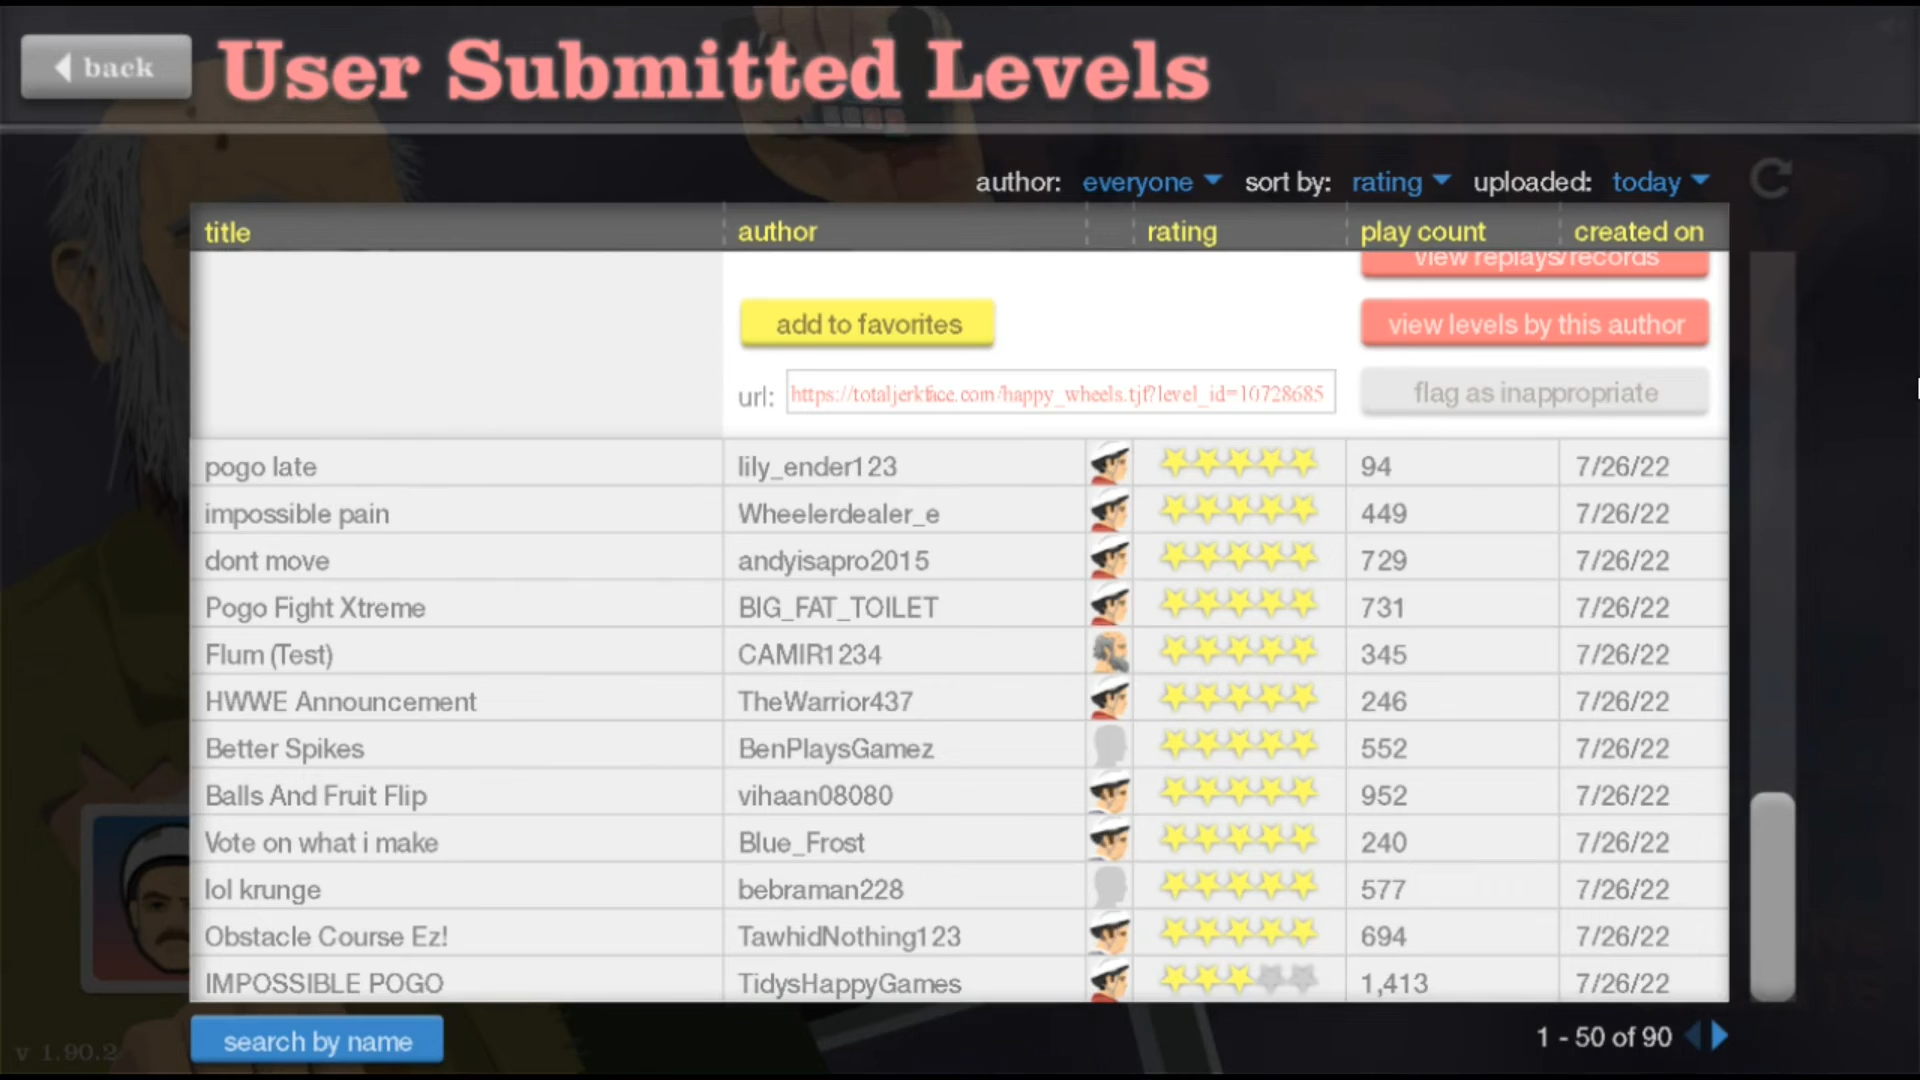 back
User Submitted Levels
author: everyone sort by: rating uploaded: today
title author rating play count created on
view replays/records
add to favorites view levels by this author
url: https://totaljerkface.com/happy_wheels.tjf?level_id=10728685 flag as inappropriate
pogo late lily_ender123 94 7/26/22
impossible pain Wheelerdealer_e 449 7/26/22
dont move andyisapro2015 729 7/26/22
Pogo Fight Xtreme BIG_FAT_TOILET 731 7/26/22
Flum (Test) CAMIR1234 345 7/26/22
HWWE Announcement TheWarrior437 246 7/26/22
Better Spikes BenPlaysGamez 552 7/26/22
Balls And Fruit Flip vihaan08080 952 7/26/22
Vote on what i make Blue_Frost 240 7/26/22
lol krunge bebraman228 577 7/26/22
Obstacle Course Ez! TawhidNothing123 694 7/26/22
IMPOSSIBLE POGO TidysHappyGames 1,413 7/26/22
search by name 1 - 50 of 90
v 1.90.2